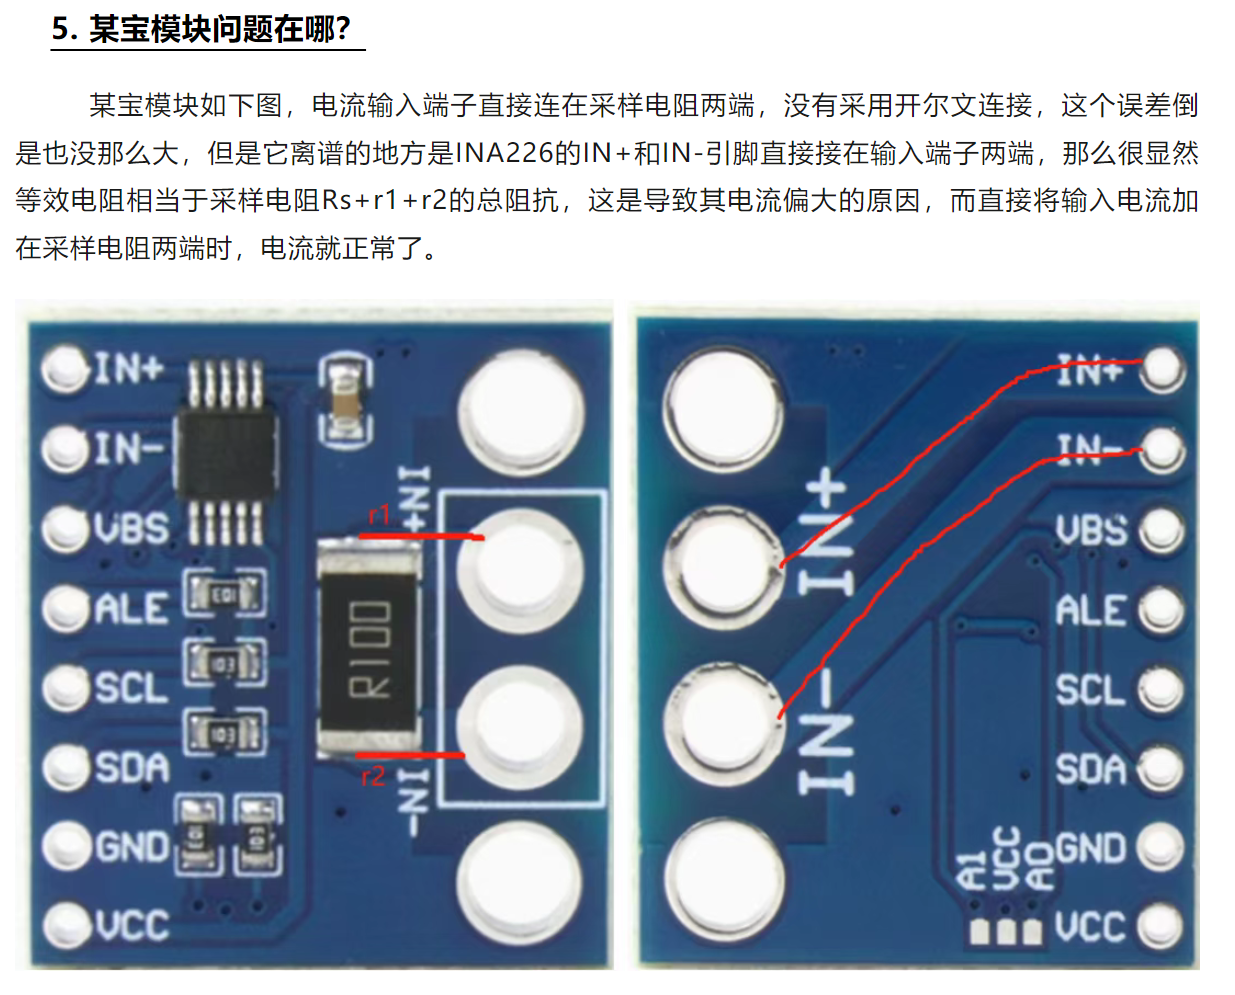 5. 某宝模块问题在哪？
某宝模块如下图，电流输入端子直接连在采样电阻两端，没有采用开尔文连接，这个误差倒
是也没那么大，但是它离谱的地方是INA226的IN+和IN-引脚直接接在输入端子两端，那么很显然
等效电阻相当于采样电阻Rs+r1+r2的总阻抗，这是导致其电流偏大的原因，而直接将输入电流加
在采样电阻两端时，电流就正常了。
IN+
IN-
VBS
ALE
SCL
SDA
GND
VCC
r1
IN+
R100
r2
IN-
103
103
103
103
103
IN+
IN-
IN+
IN-
VBS
ALE
SCL
SDA
GND
VCC
A1
VCC
A0